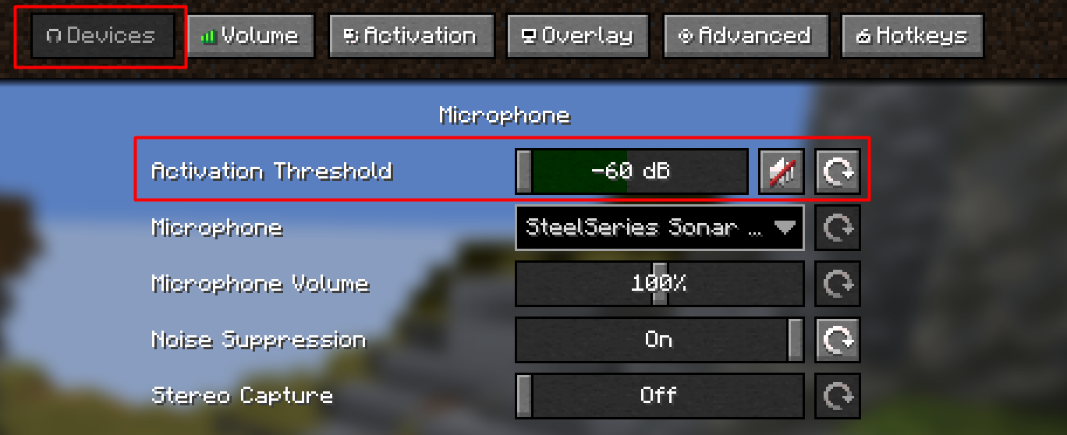 Devices Volume Activation Overlay Advanced Hotkeys
Microphone
Activation Threshold -60 dB
Microphone SteelSeries Sonar ...
Microphone Volume 100%
Noise Suppression On
Stereo Capture Off